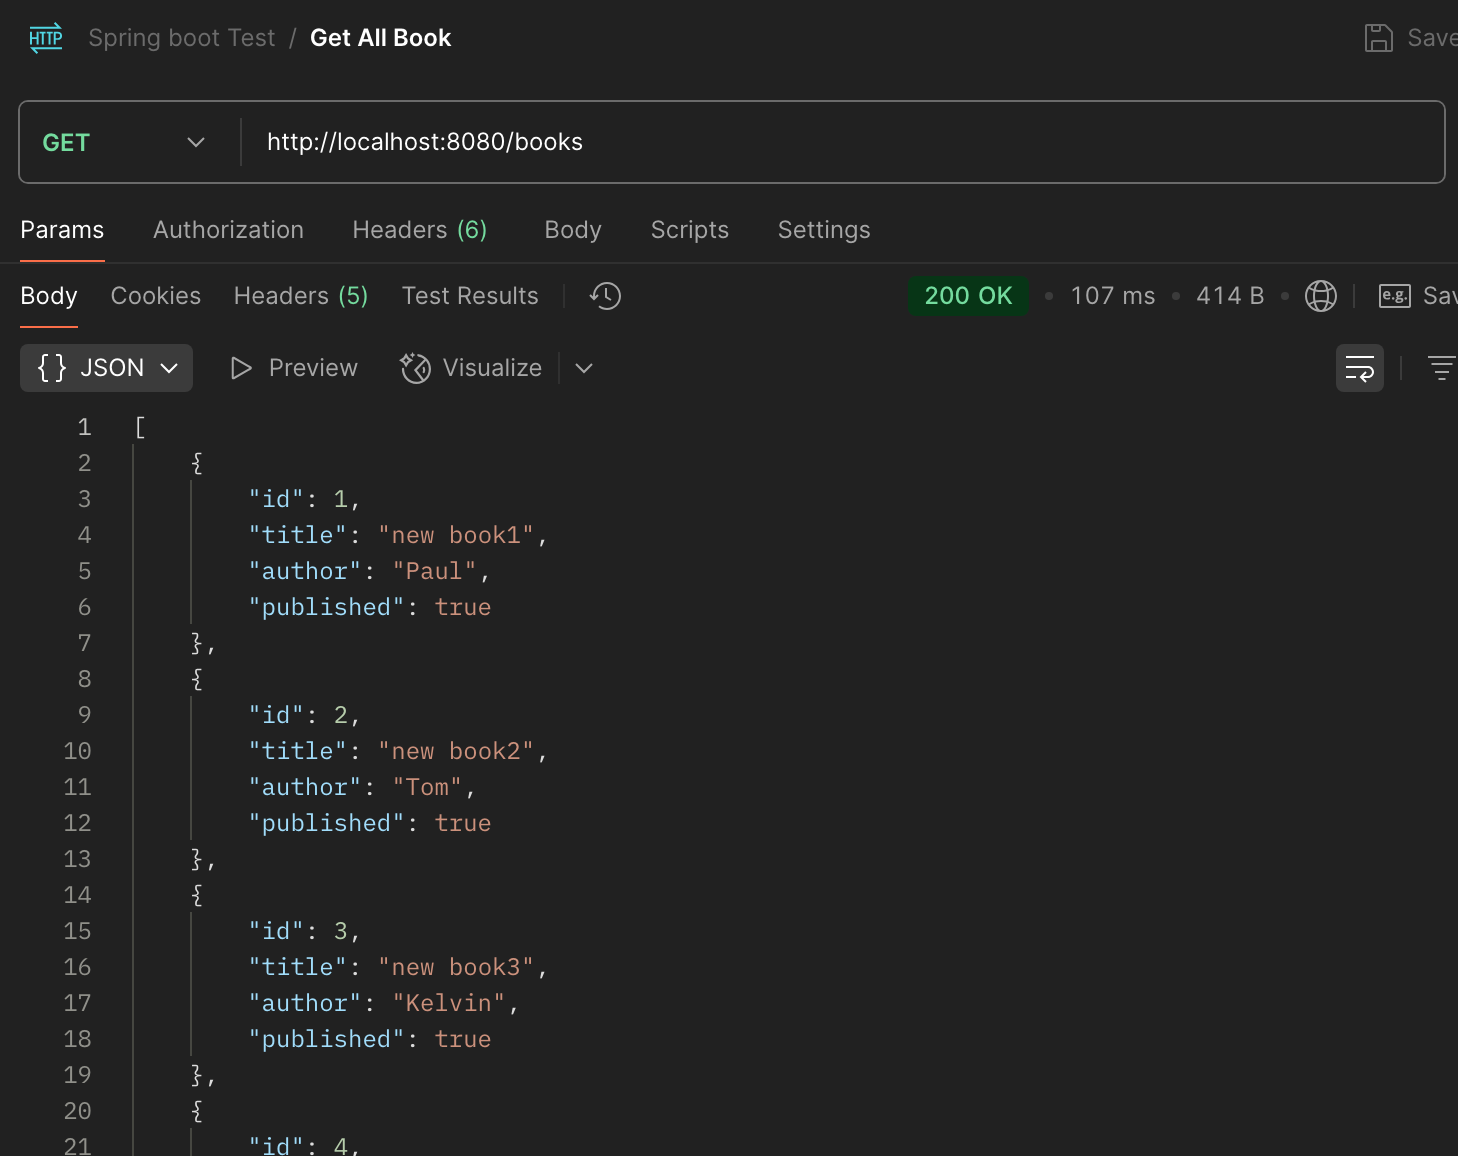 HTTP Spring boot Test / Get All Book Save
GET http://localhost:8080/books
Params Authorization Headers (6) Body Scripts Settings
Body Cookies Headers (5) Test Results 200 OK • 107 ms • 414 B • e.g. Sav
{} JSON Preview Visualize
1 [
2 {
3 "id": 1,
4 "title": "new book1",
5 "author": "Paul",
6 "published": true
7 },
8 {
9 "id": 2,
10 "title": "new book2",
11 "author": "Tom",
12 "published": true
13 },
14 {
15 "id": 3,
16 "title": "new book3",
17 "author": "Kelvin",
18 "published": true
19 },
20 {
21 "id": 4,